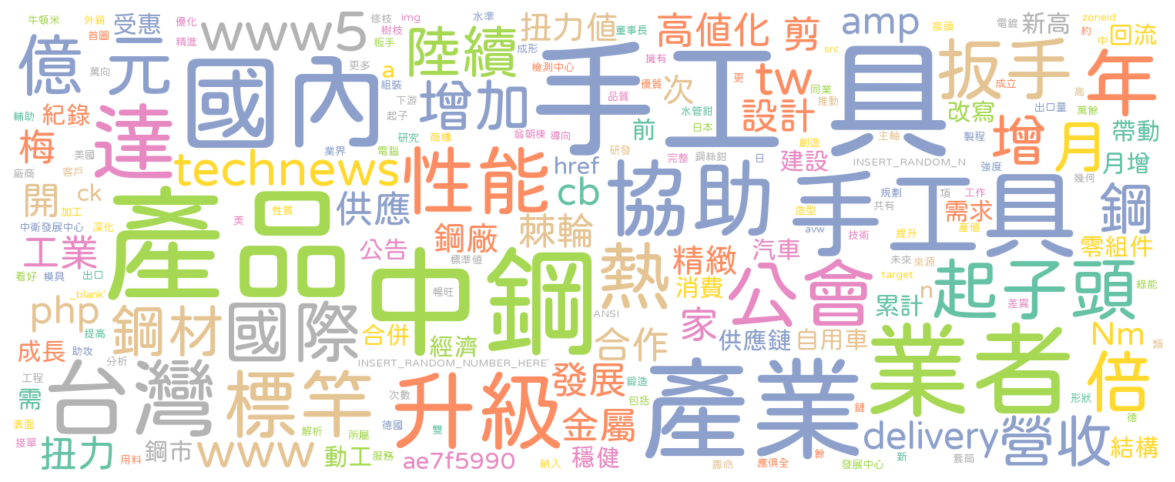 牛頓米 外銷 受惠 優化 修枝 img 水準 扭力值 董事長 高值化 剪 amp 接頭 電鍍 新高 zoneid 約 中 回流
首圖 精進 樹枝 扳手 成形 src
億 元 www5 陸續 檢測中心 擁有 扳手 年
萬向 更多 組裝 a 優質 次 更 tw 同業 成立 高
國內 增加 手工具 品質 設計 推動 改寫 出口量 萬餘
輔助 紀錄 達 下游 起子 前 水管鉗 日本 帶動
梅 美國 業界 電腦 研究 商機 翁朝棟 導向 研發 鋼絲鉗 完整 日 創造 主軸 製程 增 月 月增
廠商 客戶 technews 性能 href 建設 INSERT_RANDOM_N 強度 幾何
開 加工 ck 美 性質 供應 cb 協助 手工具 規劃 共有 頂 工作 鋼
中衛發展中心 深化 產品 鋼廠 棘輪 造型 avw 技術 提升 需求 產值
工業 公告 標準值 精緻 汽車 未來 來源 零組件
看好 模具 出口 中鋼 熱 消費 公會 target 起子頭 綠能
_blank' 暢旺 n 累計 差異
php 提高 鋼材 國際 合併 經濟 ANSI 合作 家 供應鏈 自用車 業者 Nm 類
成長 助攻 分析 INSERT_RANDOM_NUMBER_HERE 倍
工程 台灣 標竿 升級 發展 鍛造 產業 形狀
需 次數 包括 德
表面 德國 雙 金屬 鏈 delivery 營收
接單 扭力 用料 鋼市 www 解析 所屬 動工 服務 ae7f5990 納入 穩健 壽命 應俱全 餘 發展中心 新 套筒 結構